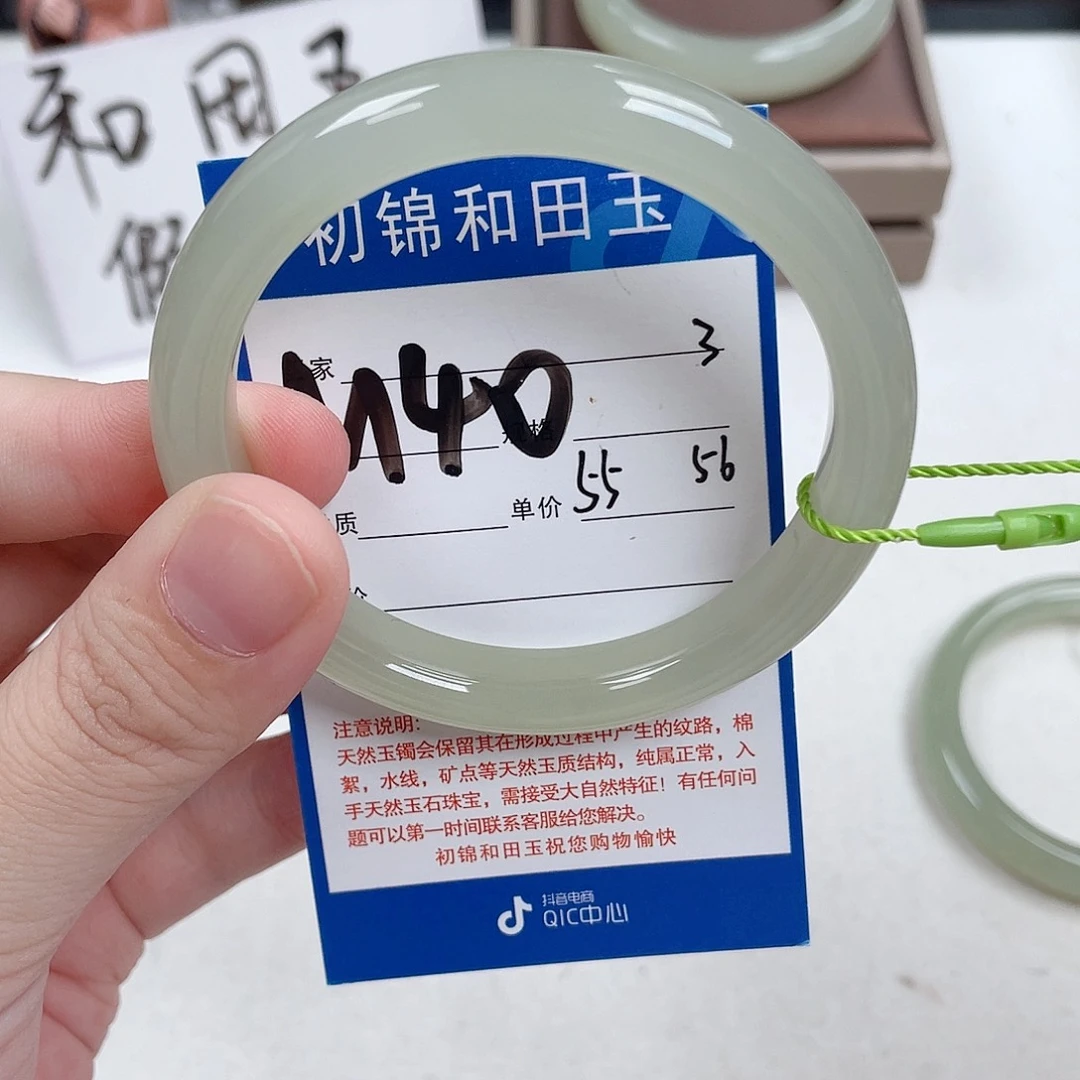 和田玉
假
初锦和田玉
家 3
M40
规格
55 56
质 单价
注意说明:
天然玉镯会保留其在形成过程中产生的纹路，棉
絮，水线，矿点等天然玉质结构，纯属正常，入
手天然玉石珠宝，需接受大自然特征！有任何问
题可以第一时间联系客服给您解决。
初锦和田玉祝您购物愉快
抖音电商
QIC中心